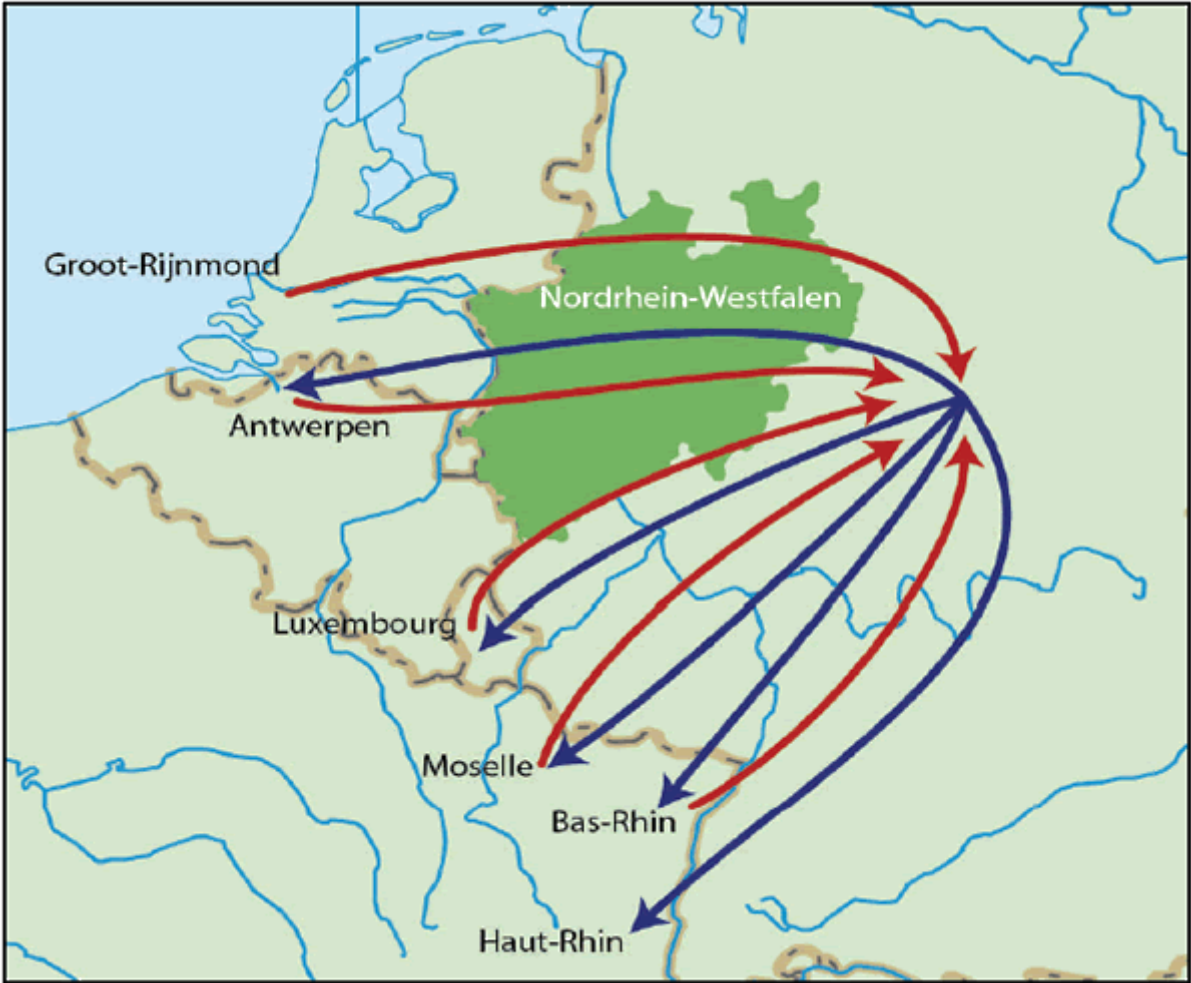 Groot-Rijnmond
Nordrhein-Westfalen
Antwerpen
Luxembourg
Moselle
Bas-Rhin
Haut-Rhin